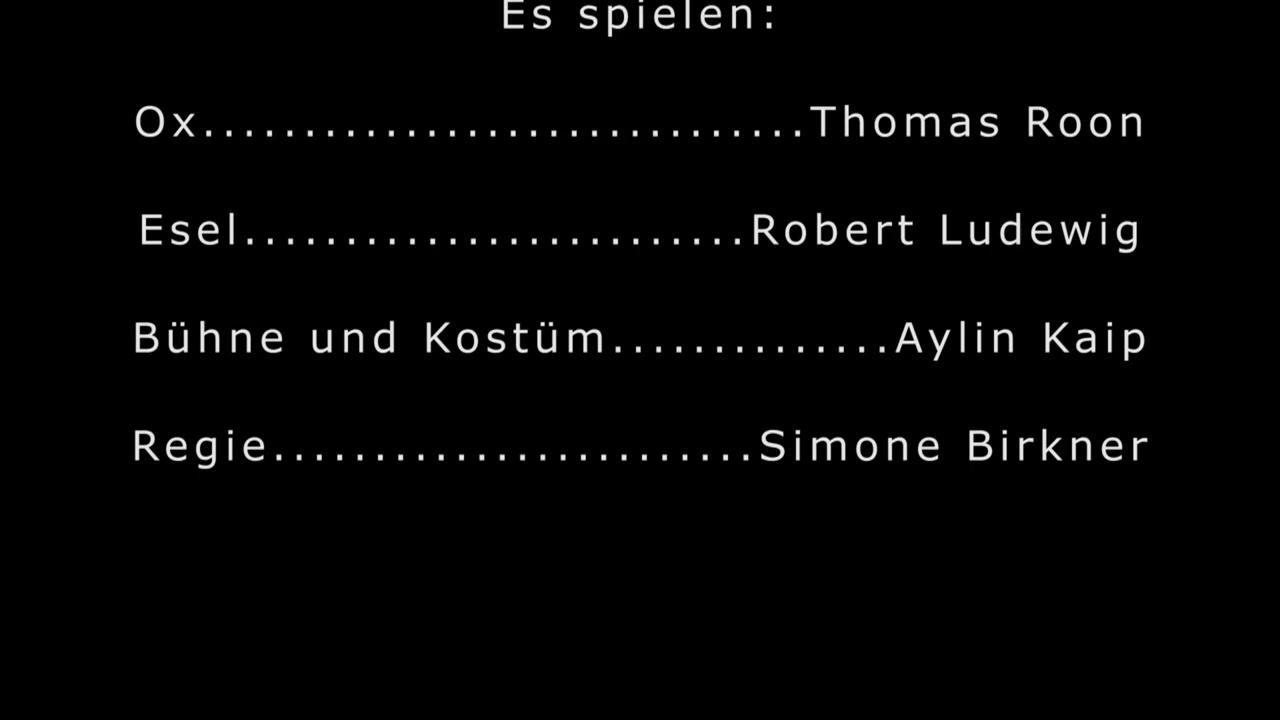 Es spielen:
Ox..............................Thomas Roon
Esel.........................Robert Ludewig
Bühne und Kostüm..............Aylin Kaip
Regie........................Simone Birkner